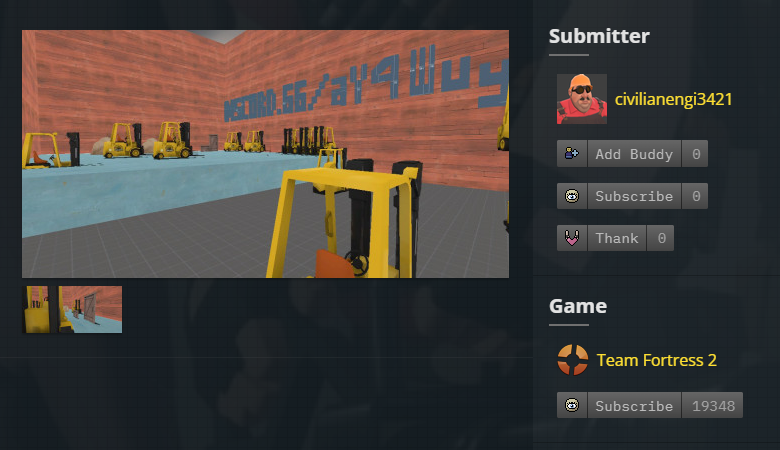 Submitter
civilianengi3421
Add Buddy 0
Subscribe 0
Thank 0
Game
Team Fortress 2
Subscribe 19348